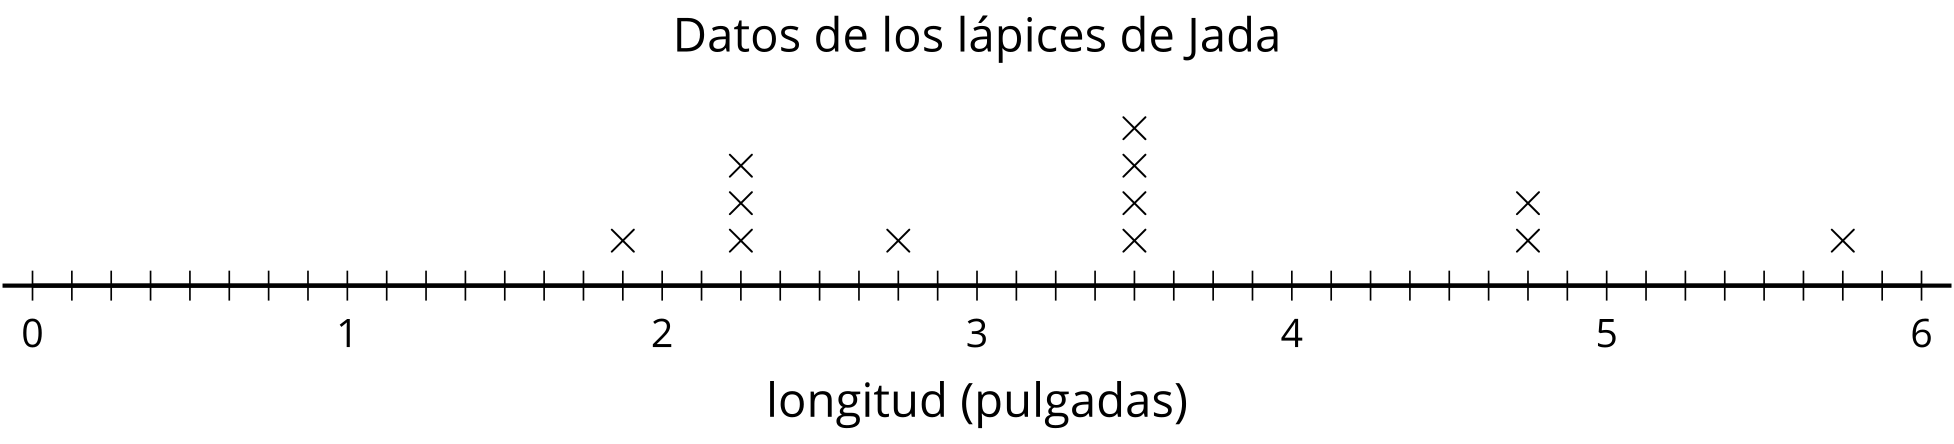 Datos de los lápices de Jada
0 1 2 3 4 5 6
longitud (pulgadas)